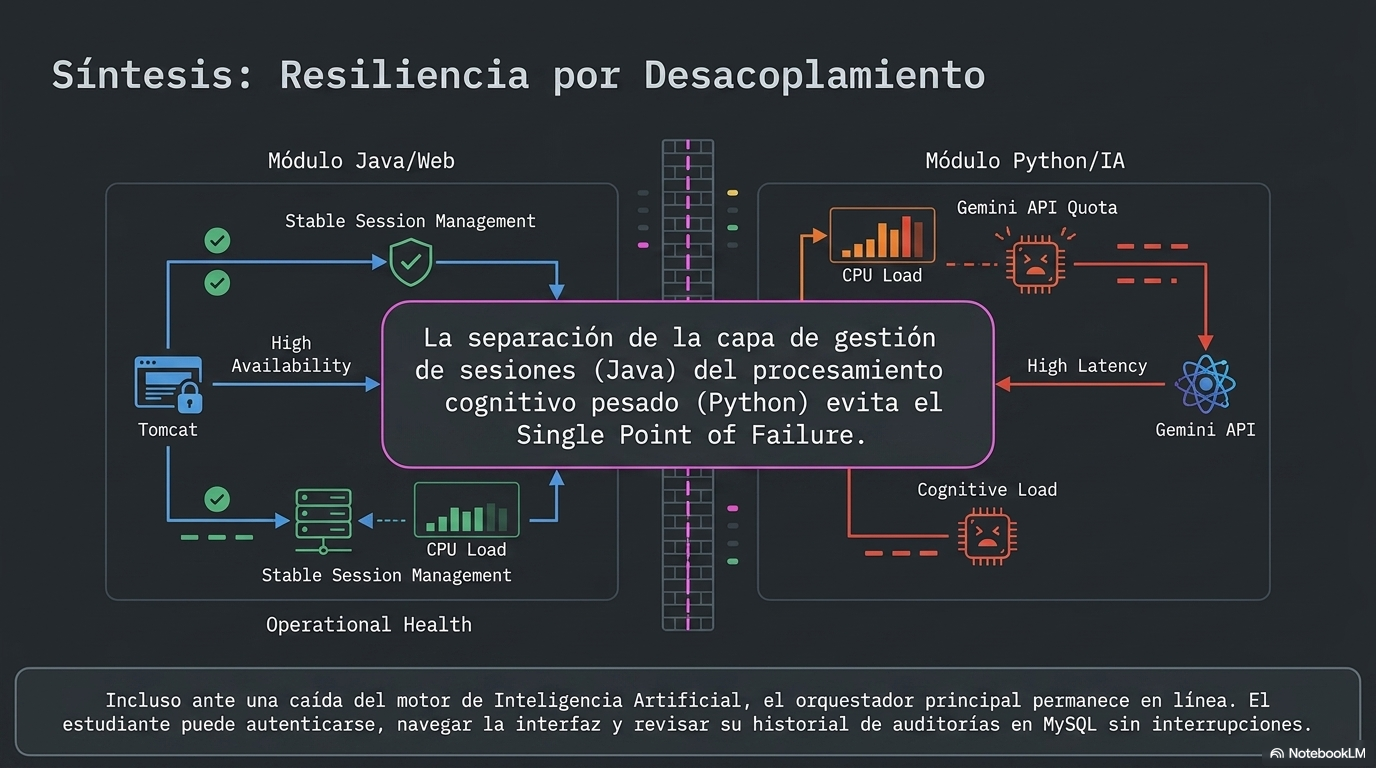 Síntesis: Resiliencia por Desacoplamiento
Módulo Java/Web
Stable Session Management
High
Availability
Tomcat
CPU Load
Stable Session Management
Operational Health
La separación de la capa de gestión
de sesiones (Java) del procesamiento
cognitivo pesado (Python) evita el
Single Point of Failure.
Módulo Python/IA
Gemini API Quota
CPU Load
High Latency
Gemini API
Cognitive Load
Incluso ante una caída del motor de Inteligencia Artificial, el orquestador principal permanece en línea. El
estudiante puede autenticarse, navegar la interfaz y revisar su historial de auditorías en MySQL sin interrupciones.
NotebookLM